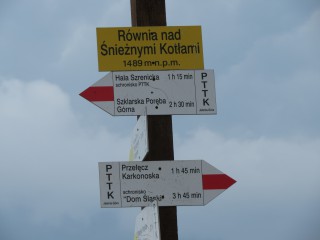 Równia nad
Śnieżnymi Kotłami
1489 m n.p.m.
Hala Szrenicka 1 h 15 min
schronisko PTTK
Szklarska Poręba
Górna 2 h 30 min
PTTK
Przełęcz
Karkonoska 1 h 45 min
schronisko
"Dom Śląski" 3 h 45 min
PTTK